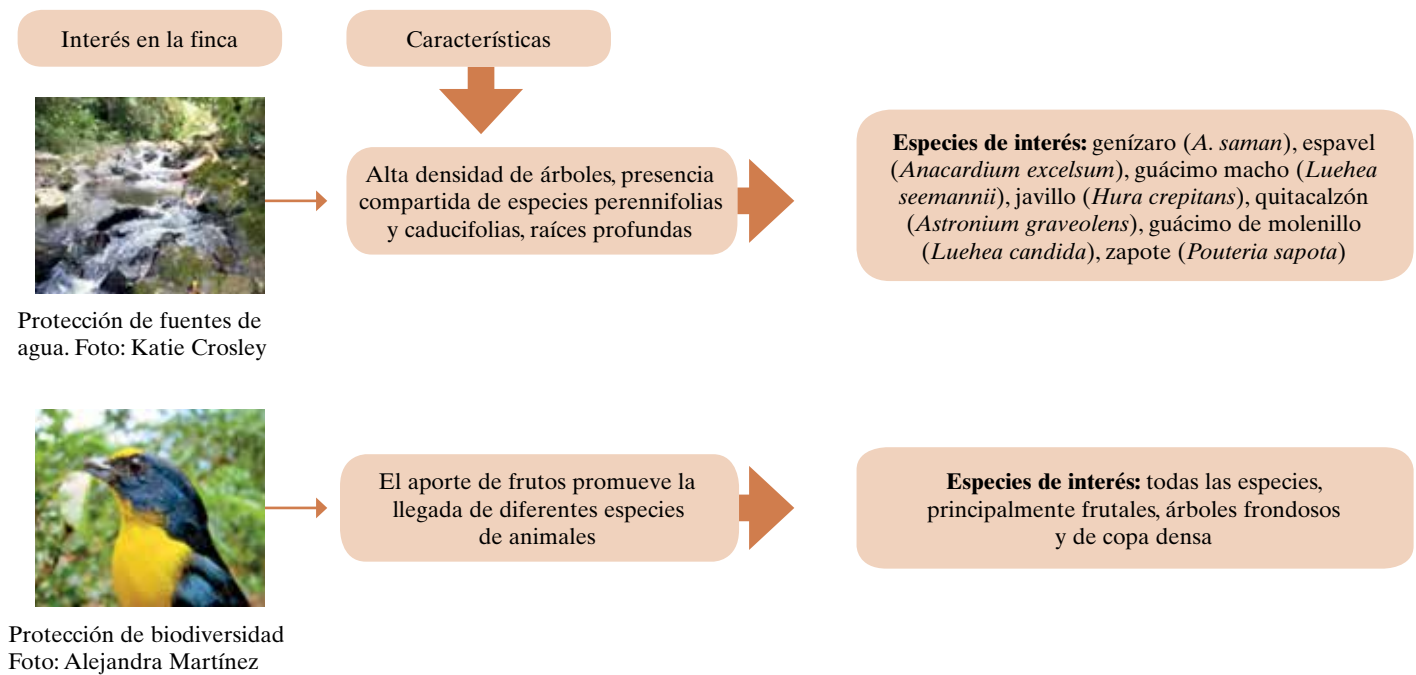 Interés en la finca
Características
Alta densidad de árboles, presencia
compartida de especies perennifolias
y caducifolias, raíces profundas
Especies de interés: genízaro (A. saman), espavel
(Anacardium excelsum), guácimo macho (Luehea
seemannii), javillo (Hura crepitans), quitacalzón
(Astronium graveolens), guácimo de molenillo
(Luehea candida), zapote (Pouteria sapota)
Protección de fuentes de
agua. Foto: Katie Crosley
El aporte de frutos promueve la
llegada de diferentes especies
de animales
Especies de interés: todas las especies,
principalmente frutales, árboles frondosos
y de copa densa
Protección de biodiversidad
Foto: Alejandra Martínez